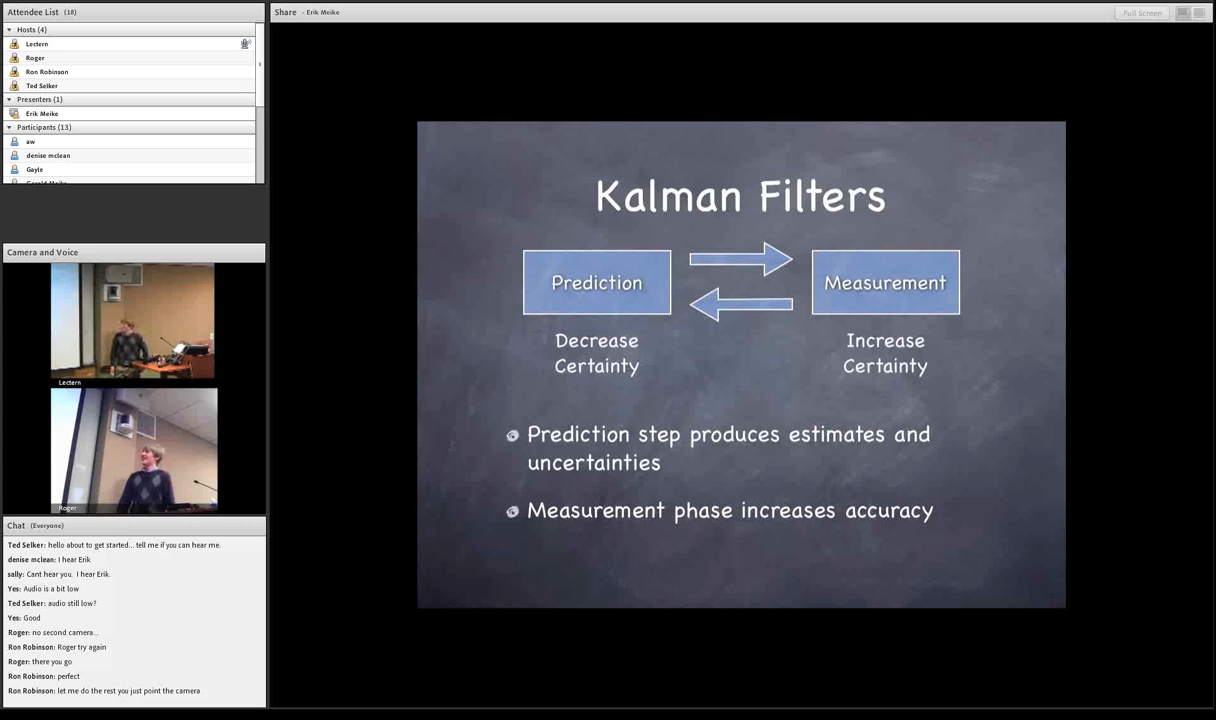 Attendee List (18)
Hosts (4)
Lectern
Roger
Ron Robinson
Ted Selker
Presenters (1)
Erik Meike
Participants (13)
aw
denise mclean
Gayle
Camera and Voice
Lectern
Roger
Chat (Everyone)
Ted Selker: hello about to get started... tell me if you can hear me.
denise mclean: I hear Erik
sally: Cant hear you. I hear Erik.
Yes: Audio is a bit low
Ted Selker: audio still low?
Yes: Good
Roger: no second camera...
Ron Robinson: Roger try again
Roger: there you go
Ron Robinson: perfect
Ron Robinson: let me do the rest you just point the camera
Share - Erik Meike
Full Screen
Kalman Filters
Prediction
Measurement
Decrease
Certainty
Increase
Certainty
Prediction step produces estimates and
uncertainties
Measurement phase increases accuracy